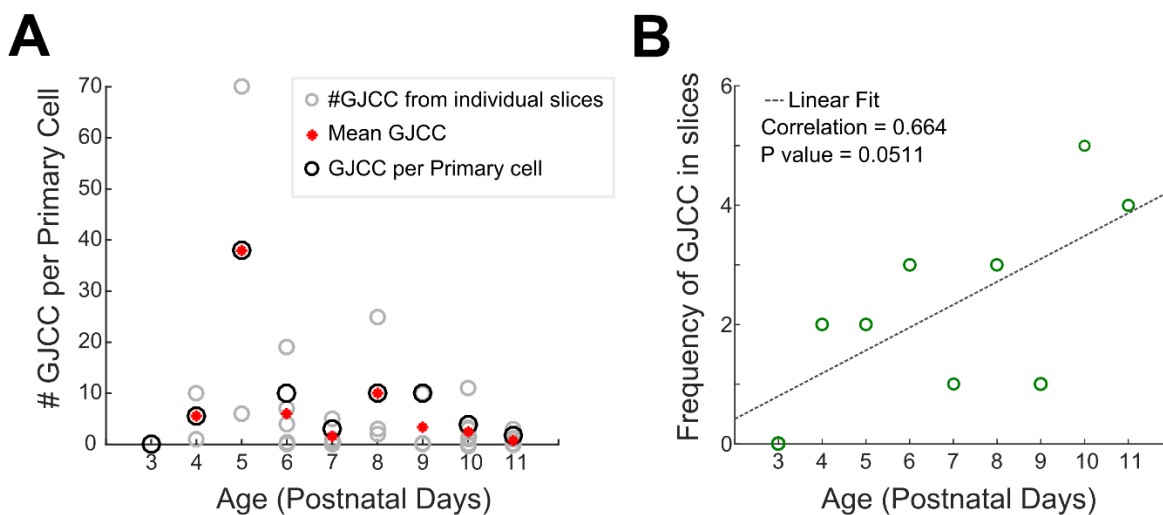 A
# GJCC per Primary Cell
70
60
50
40
30
20
10
0
#GJCC from individual slices
Mean GJCC
GJCC per Primary cell
3 4 5 6 7 8 9 10 11
Age (Postnatal Days)
B
Frequency of GJCC in slices
6
4
2
0
Linear Fit
Correlation = 0.664
P value = 0.0511
3 4 5 6 7 8 9 10 11
Age (Postnatal Days)